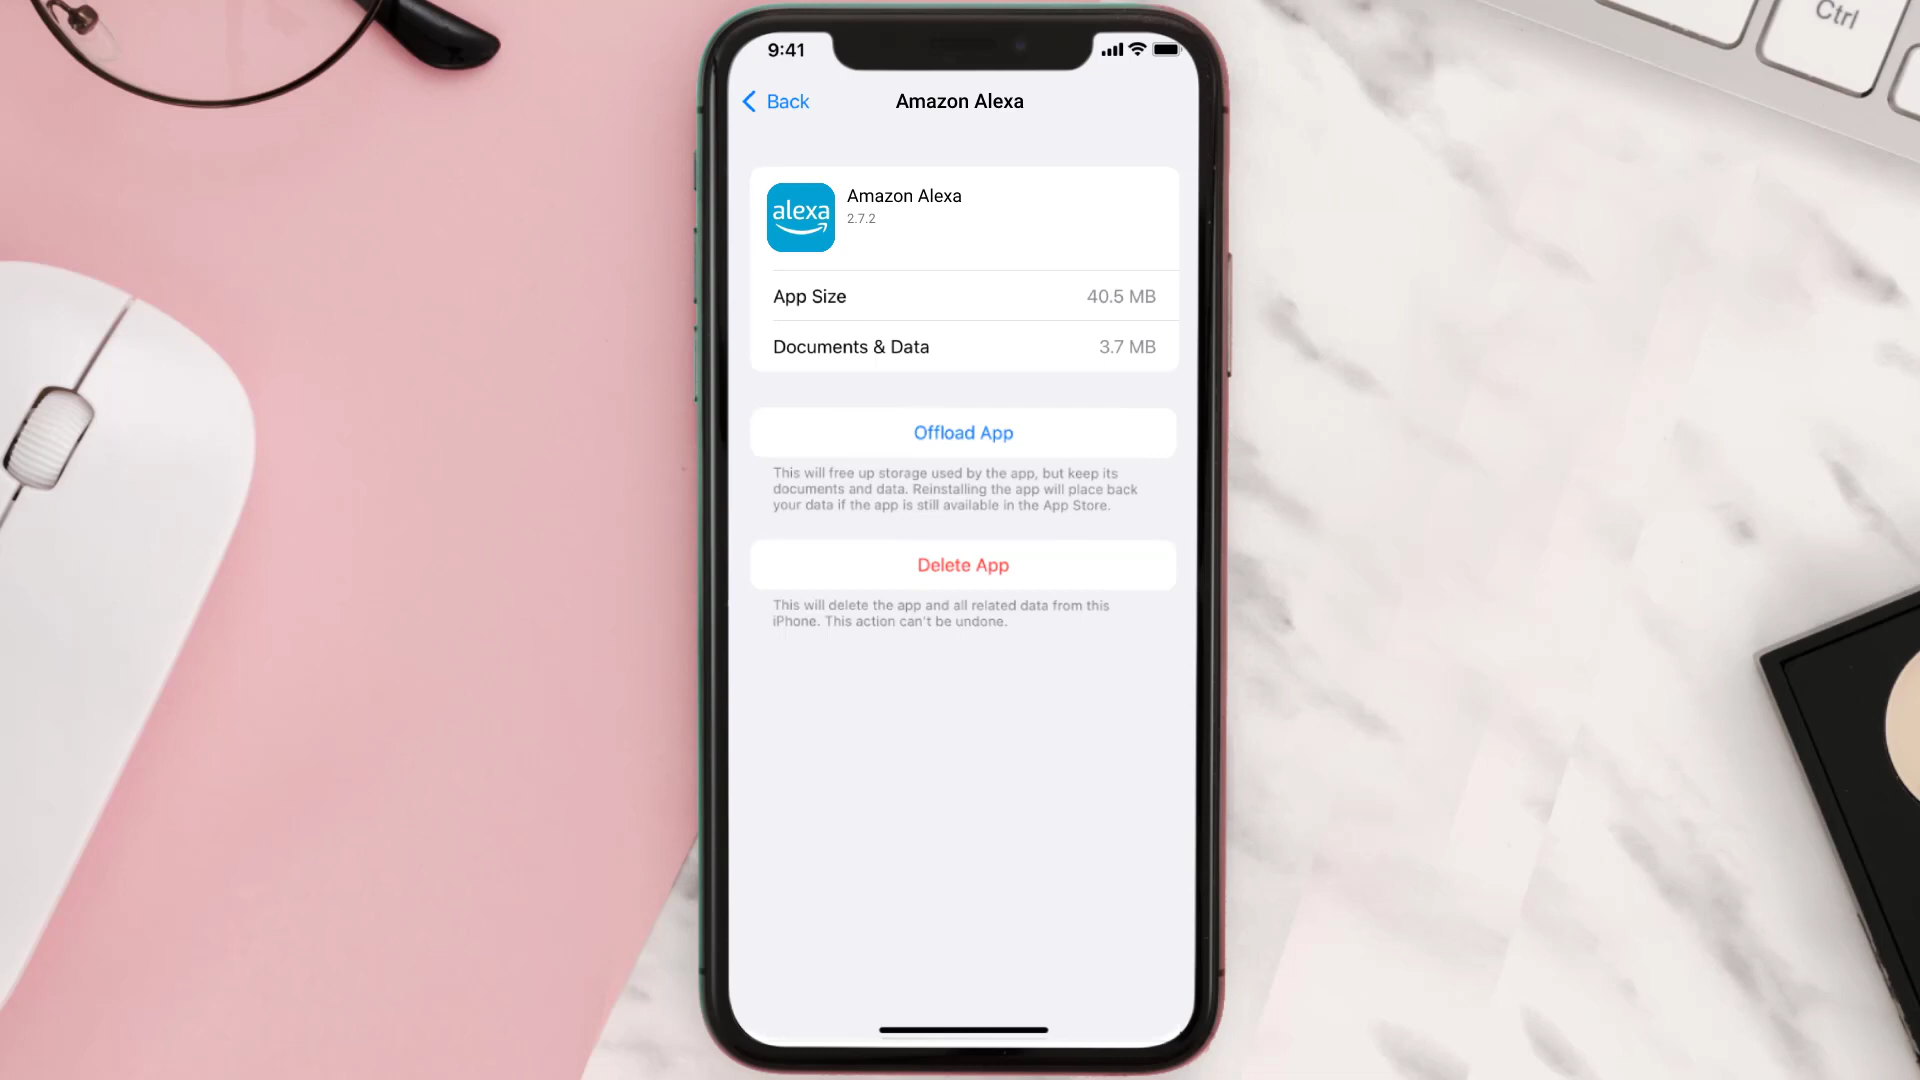 Ctrl
9:41
Back
Amazon Alexa
alexa
Amazon Alexa
2.7.2
App Size
40.5 MB
Documents & Data
3.7 MB
Offload App
This will free up storage used by the app, but keep its
documents and data. Reinstalling the app will place back
your data if the app is still available in the App Store.
Delete App
This will delete the app and all related data from this
iPhone. This action can't be undone.